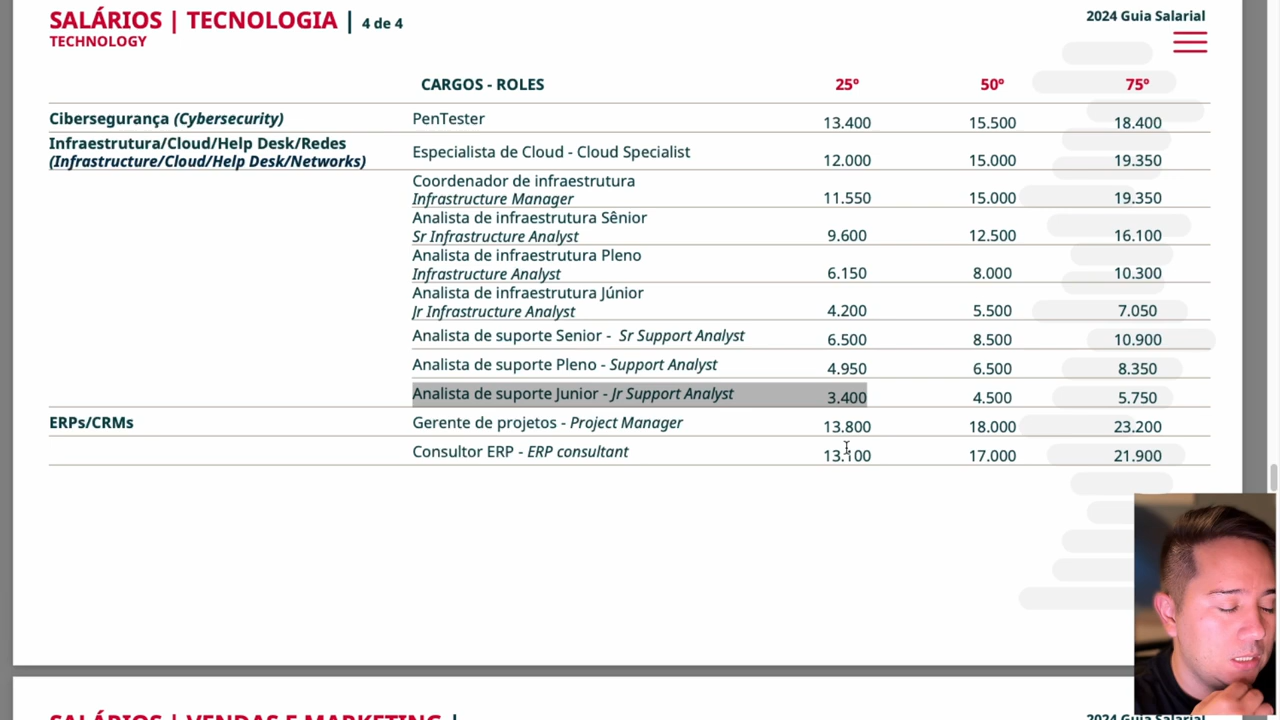 SALÁRIOS | TECNOLOGIA | 4 de 4
2024 Guia Salarial
TECHNOLOGY
CARGOS - ROLES 25º 50º 75º
Cibersegurança (Cybersecurity) PenTester 13.400 15.500 18.400
Infraestrutura/Cloud/Help Desk/Redes
(Infrastructure/Cloud/Help Desk/Networks)
Especialista de Cloud - Cloud Specialist 12.000 15.000 19.350
Coordenador de infraestrutura
Infrastructure Manager 11.550 15.000 19.350
Analista de infraestrutura Sênior
Sr Infrastructure Analyst 9.600 12.500 16.100
Analista de infraestrutura Pleno
Infrastructure Analyst 6.150 8.000 10.300
Analista de infraestrutura Júnior
Jr Infrastructure Analyst 4.200 5.500 7.050
Analista de suporte Senior - Sr Support Analyst 6.500 8.500 10.900
Analista de suporte Pleno - Support Analyst 4.950 6.500 8.350
Analista de suporte Junior - Jr Support Analyst 3.400 4.500 5.750
ERPs/CRMs Gerente de projetos - Project Manager 13.800 18.000 23.200
Consultor ERP - ERP consultant 13.100 17.000 21.900
SALÁRIOS | VENDAS E MARKETING |
2024 Guia Salarial